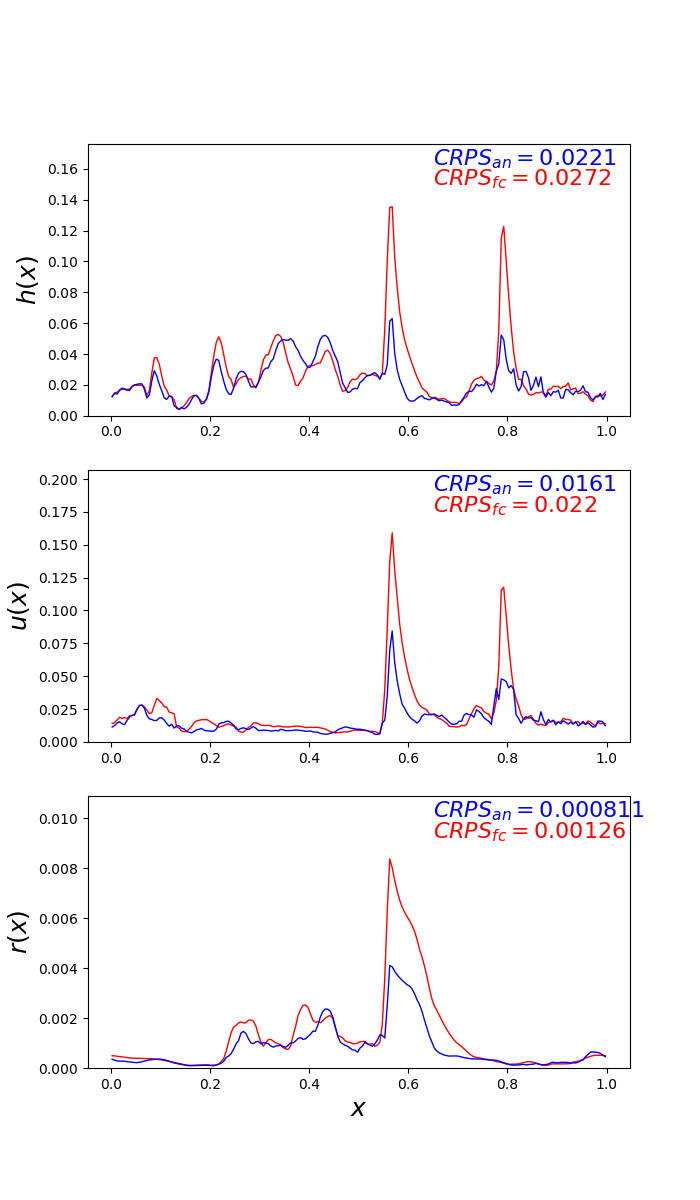 CRPS_an = 0.0221
CRPS_fc = 0.0272
0.16
0.14
0.12
0.10
0.08
0.06
0.04
0.02
0.00
h(x)
0.0 0.2 0.4 0.6 0.8 1.0
CRPS_an = 0.0161
CRPS_fc = 0.022
0.200
0.175
0.150
0.125
0.100
0.075
0.050
0.025
0.000
u(x)
0.0 0.2 0.4 0.6 0.8 1.0
CRPS_an = 0.000811
CRPS_fc = 0.00126
0.010
0.008
0.006
0.004
0.002
0.000
r(x)
0.0 0.2 0.4 0.6 0.8 1.0
x